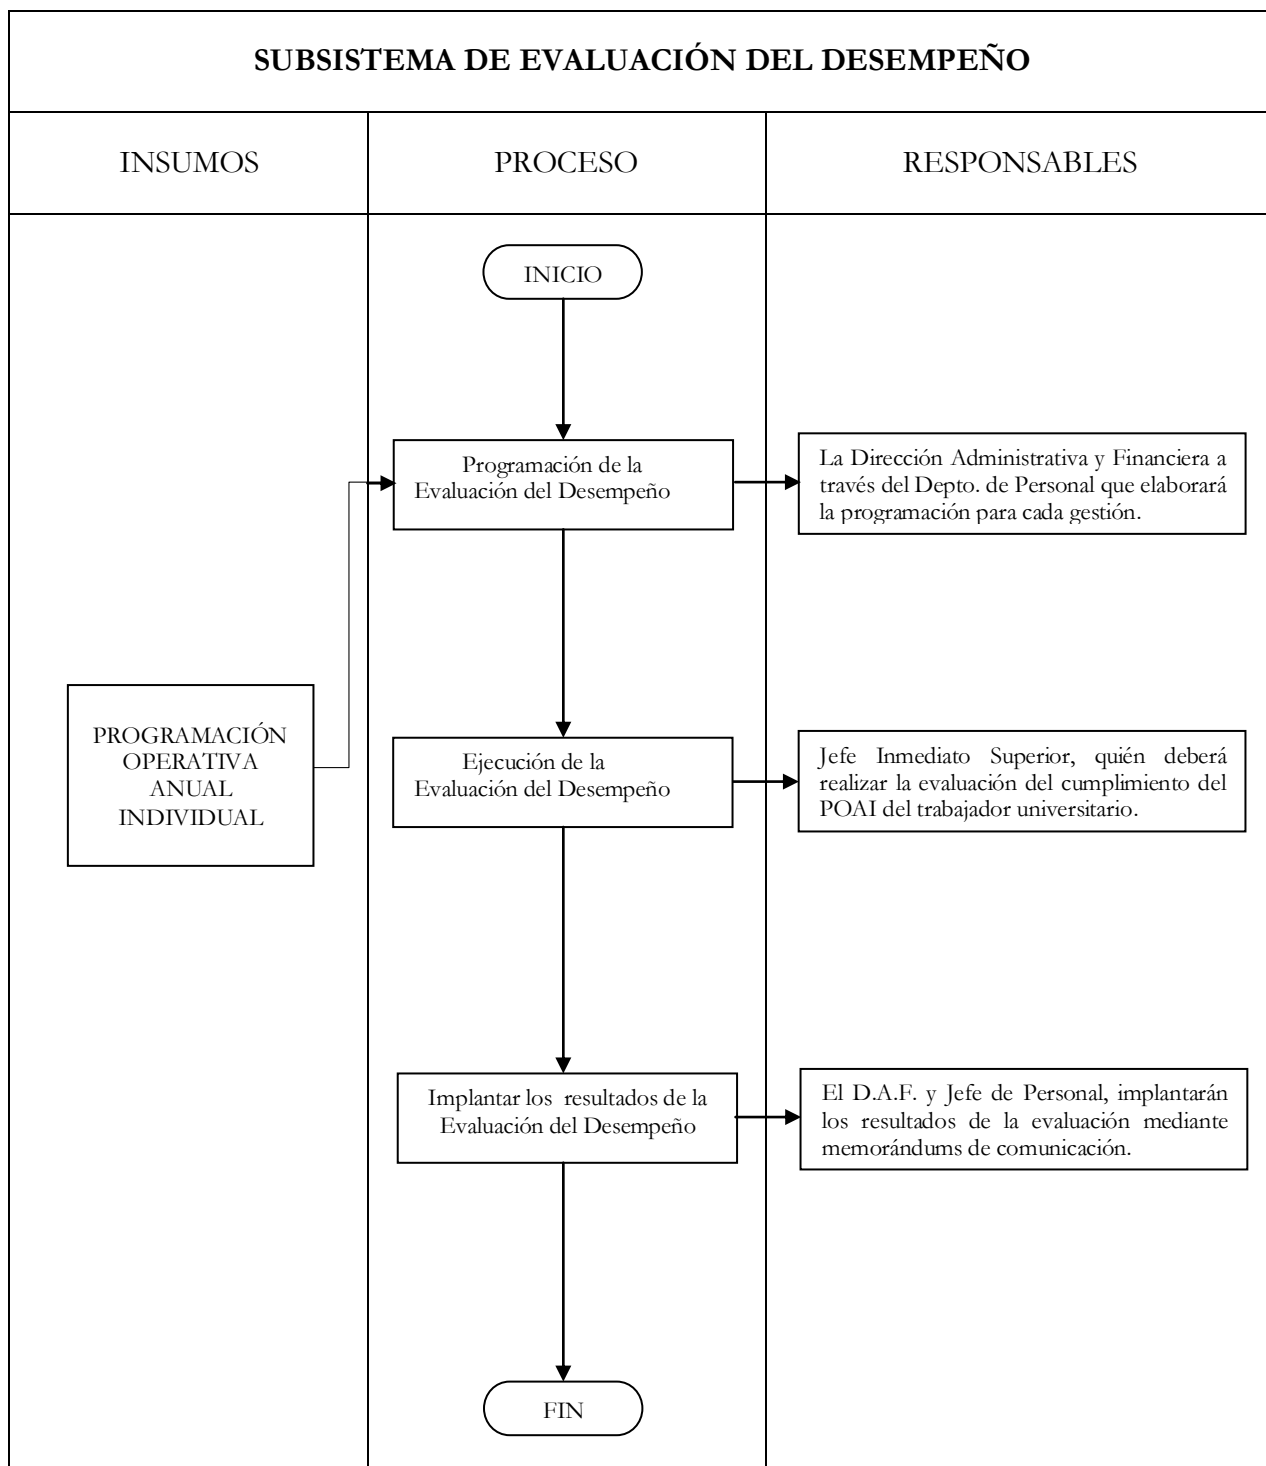 SUBSISTEMA DE EVALUACIÓN DEL DESEMPEÑO
INSUMOS
PROCESO
RESPONSABLES
INICIO
Programación de la
Evaluación del Desempeño
La Dirección Administrativa y Financiera a
través del Depto. de Personal que elaborará
la programación para cada gestión.
PROGRAMACIÓN
OPERATIVA
ANUAL
INDIVIDUAL
Ejecución de la
Evaluación del Desempeño
Jefe Inmediato Superior, quién deberá
realizar la evaluación del cumplimiento del
POAI del trabajador universitario.
Implantar los resultados de la
Evaluación del Desempeño
El D.A.F. y Jefe de Personal, implantarán
los resultados de la evaluación mediante
memorándums de comunicación.
FIN